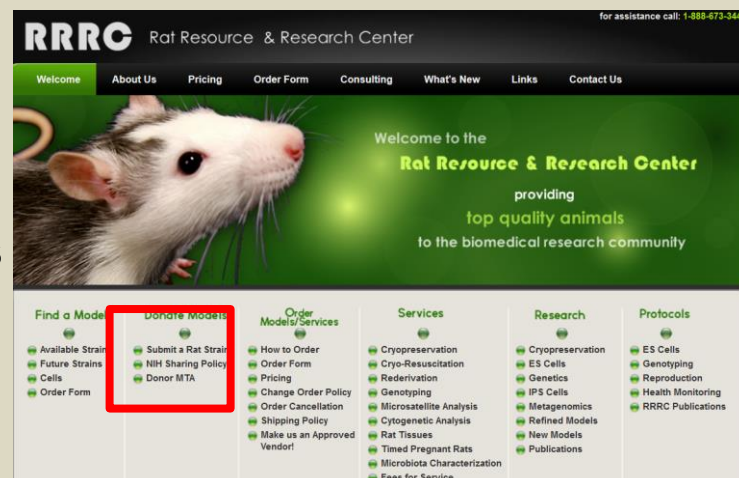 for assistance call: 1-888-673-344
RRRC Rat Resource & Research Center
Welcome About Us Pricing Order Form Consulting What's New Links Contact Us
Welcome to the
Rat Resource & Research Center
providing
top quality animals
to the biomedical research community
Find a Model
Available Strain
Future Strains
Cells
Order Form
Donate Models
Submit a Rat Strain
NIH Sharing Policy
Donor MTA
Order
Models/Services
How to Order
Order Form
Pricing
Change Order Policy
Order Cancellation
Shipping Policy
Make us an Approved
Vendor!
Services
Cryopreservation
Cryo-Resuscitation
Rederivation
Genotyping
Microsatellite Analysis
Cytogenetic Analysis
Rat Tissues
Timed Pregnant Rats
Microbiota Characterization
Fees for Service
Research
Cryopreservation
ES Cells
Genetics
IPS Cells
Metagenomics
Refined Models
New Models
Publications
Protocols
ES Cells
Genotyping
Reproduction
Health Monitoring
RRRC Publications